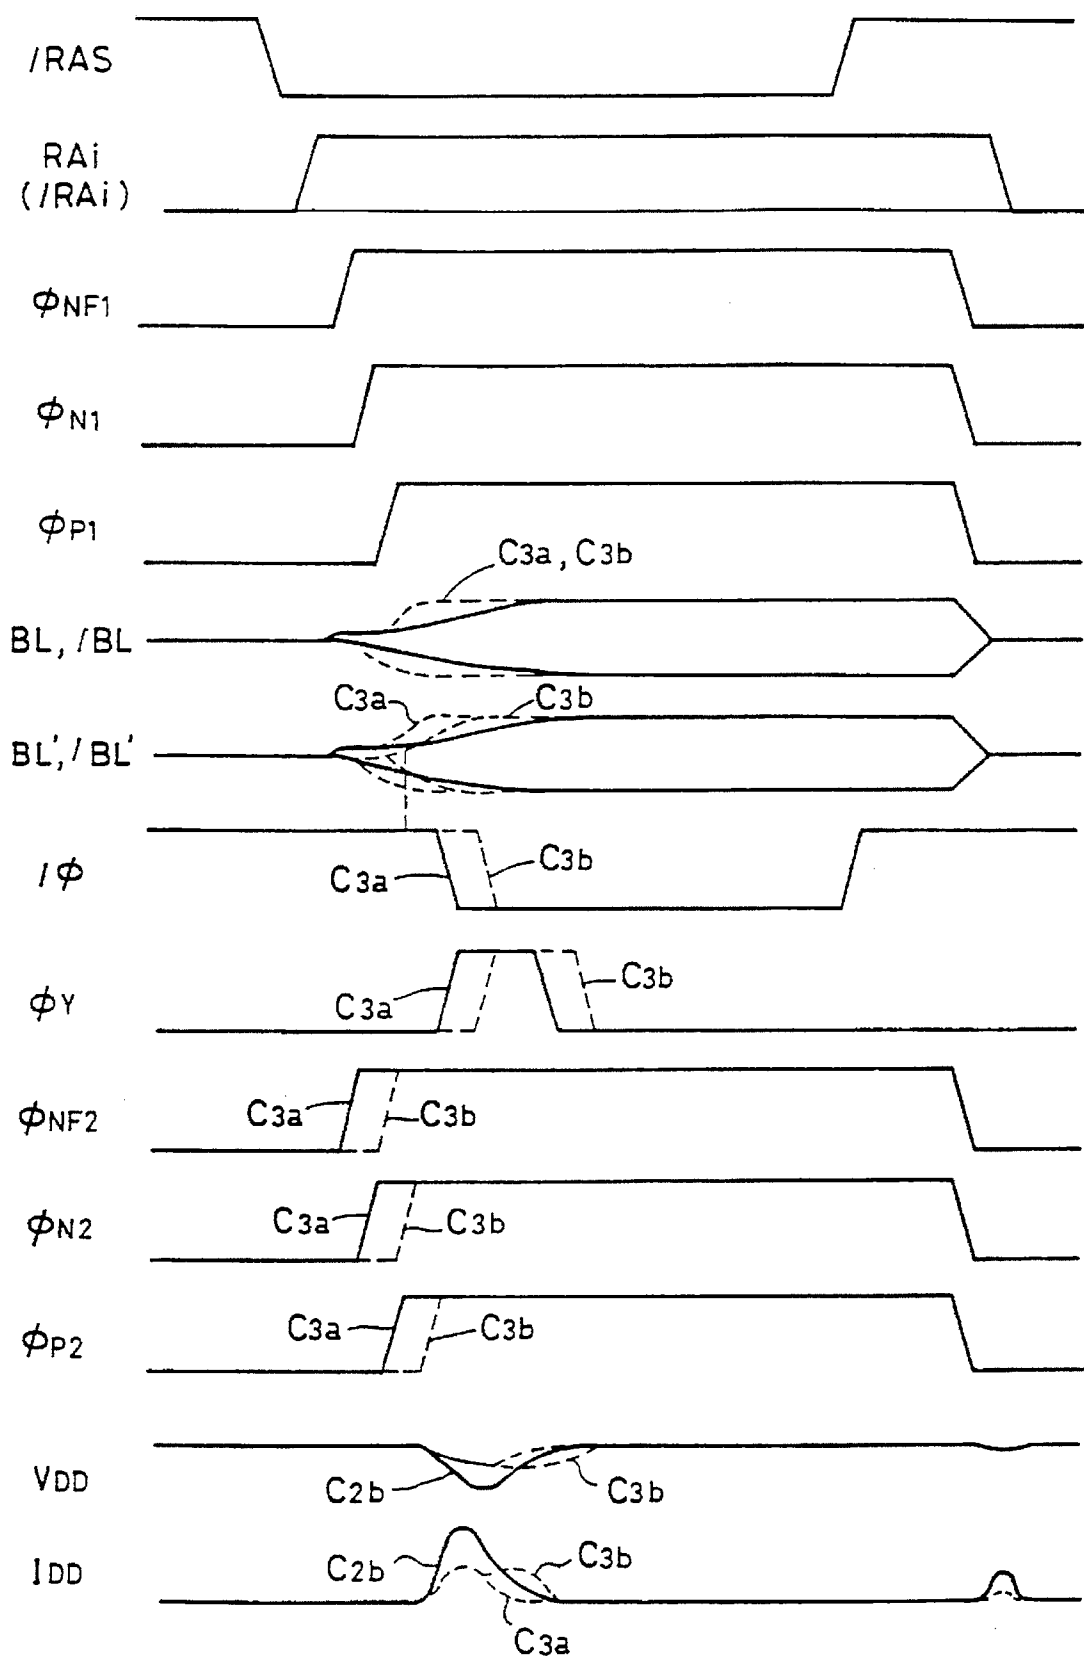 /RAS
RAi
(/RAi)
ϕNF1
ϕN1
ϕP1
C3a, C3b
BL, /BL
C3a
C3b
BL', /BL'
/ϕ
C3a
C3b
ϕY
C3a
C3b
ϕNF2
C3a
C3b
ϕN2
C3a
C3b
ϕP2
C3a
C3b
VDD
C2b
C3b
IDD
C2b
C3b
C3a